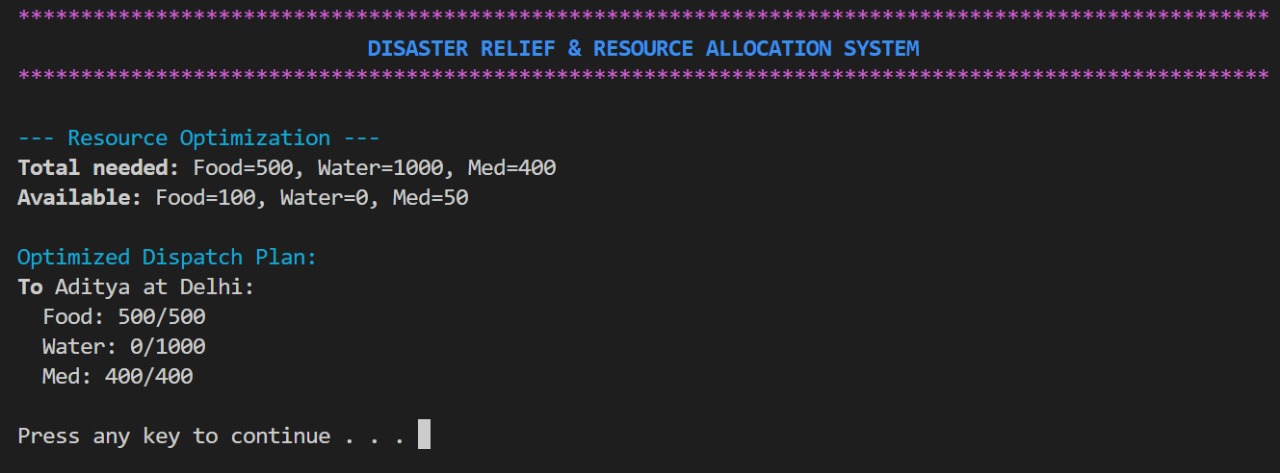 ****************************************************************************************************
DISASTER RELIEF & RESOURCE ALLOCATION SYSTEM
****************************************************************************************************
--- Resource Optimization ---
Total needed: Food=500, Water=1000, Med=400
Available: Food=100, Water=0, Med=50
Optimized Dispatch Plan:
To Aditya at Delhi:
Food: 500/500
Water: 0/1000
Med: 400/400
Press any key to continue . . .